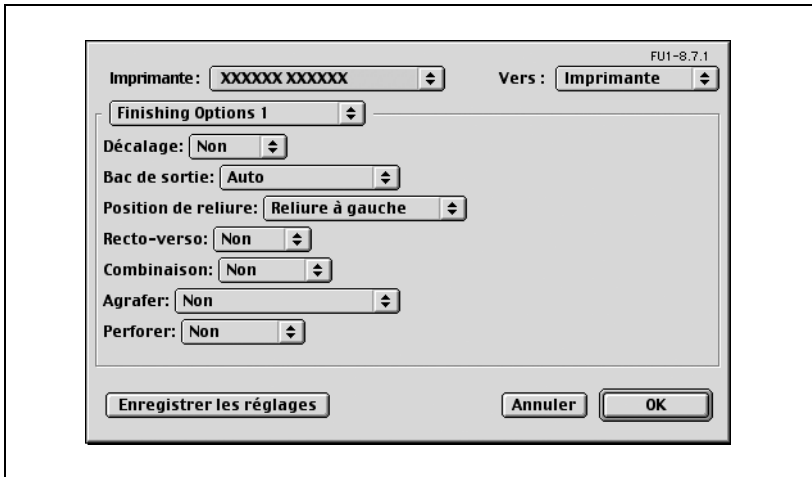 FU1-8.7.1
Imprimante: XXXXXX XXXXXX Vers: Imprimante
Finishing Options 1
Décalage: Non
Bac de sortie: Auto
Position de reliure: Reliure à gauche
Recto-verso: Non
Combinaison: Non
Agrafer: Non
Perforer: Non
Enregistrer les réglages Annuler OK